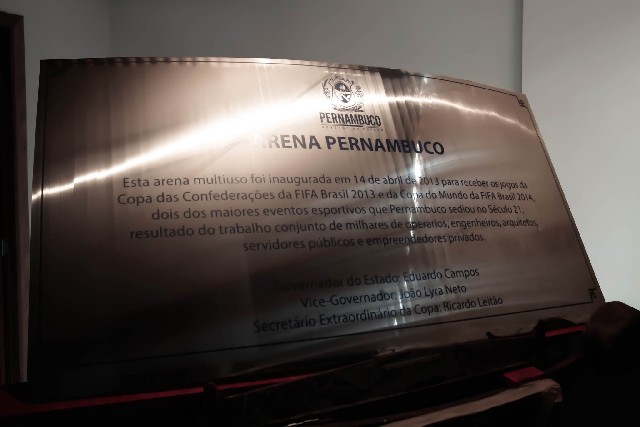 PERNAMBUCO
ARENA PERNAMBUCO
Esta arena multiuso foi inaugurada em 14 de abril de 2013 para receber os jogos da
Copa das Confederações da FIFA Brasil 2013 e da Copa do Mundo da FIFA Brasil 2014,
dois dos maiores eventos esportivos que Pernambuco sediou no Século 21,
resultado do trabalho conjunto de milhares de operários, engenheiros, arquitetos,
servidores públicos e empreendedores privados.
Governador do Estado: Eduardo Campos
Vice-Governador: João Lyra Neto
Secretário Extraordinário da Copa: Ricardo Leitão